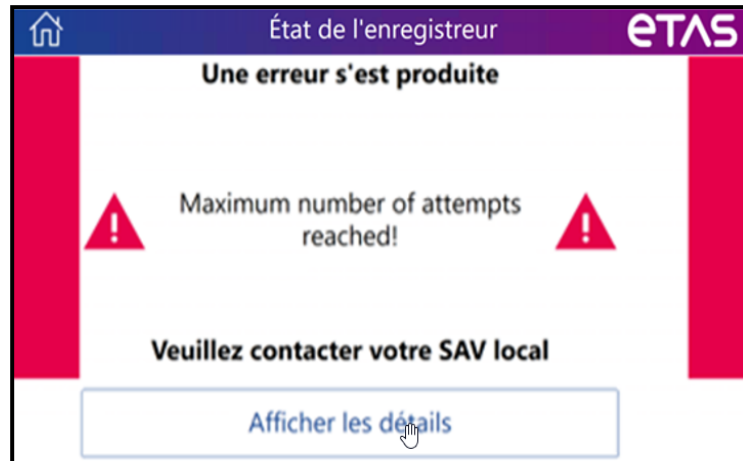 État de l'enregistreur
ETAS
Une erreur s'est produite
Maximum number of attempts
reached!
Veuillez contacter votre SAV local
Afficher les détails